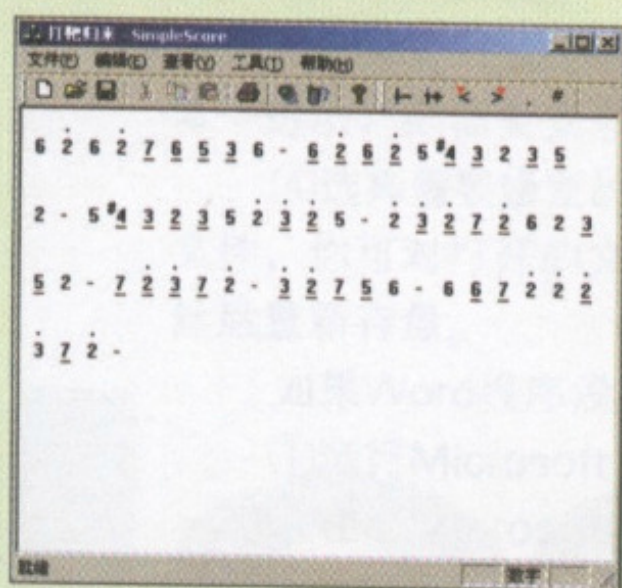 打靶归来 - SimpleScore
文件(F) 编辑(E) 查看(V) 工具(T) 帮助(H)
6 2̇ 6 2̇ 7̲ 6̲ 5̲ 3̲ 6 - 6̲ 2̲̇ 6̲ 2̲̇ 5 #4̲ 3̲ 2 3̲ 5̲
2 - 5 #4̲ 3̲ 2̲ 3̲ 5 2̇ 3̲̇ 2̲̇ 5 - 2̇ 3̲̇ 2̲̇ 7̲ 2̲̇ 6 2 3̲
5̲ 2 - 7̲ 2̲̇ 3̲̇ 7̲ 2̇ - 3̲̇ 2̲̇ 7̲ 5̲ 6 - 6 6̲ 7̲ 2̇ 2̇ 2̲̇
3̇ 7̲ 2̇ -
就绪 数字